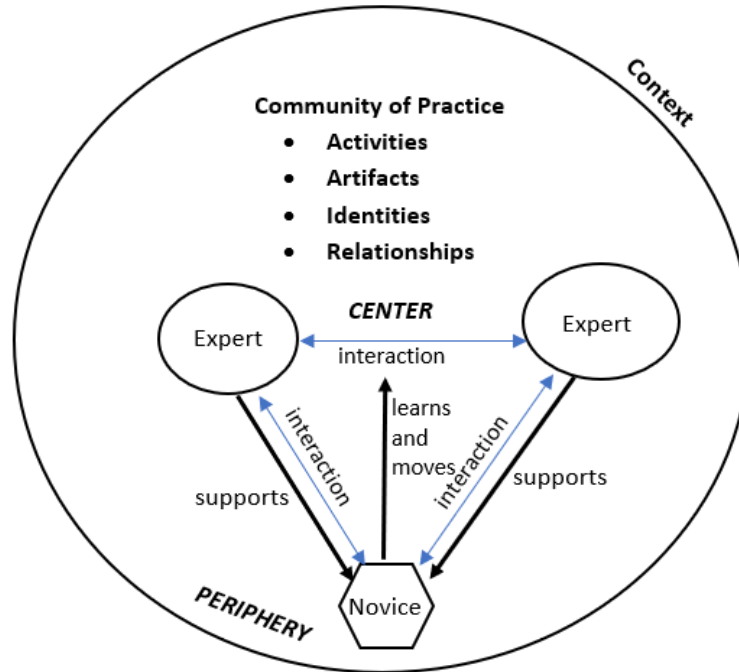 Context
Community of Practice
• Activities
• Artifacts
• Identities
• Relationships
CENTER
Expert
Expert
interaction
learns
and
moves
interaction
interaction
supports
supports
Novice
PERIPHERY